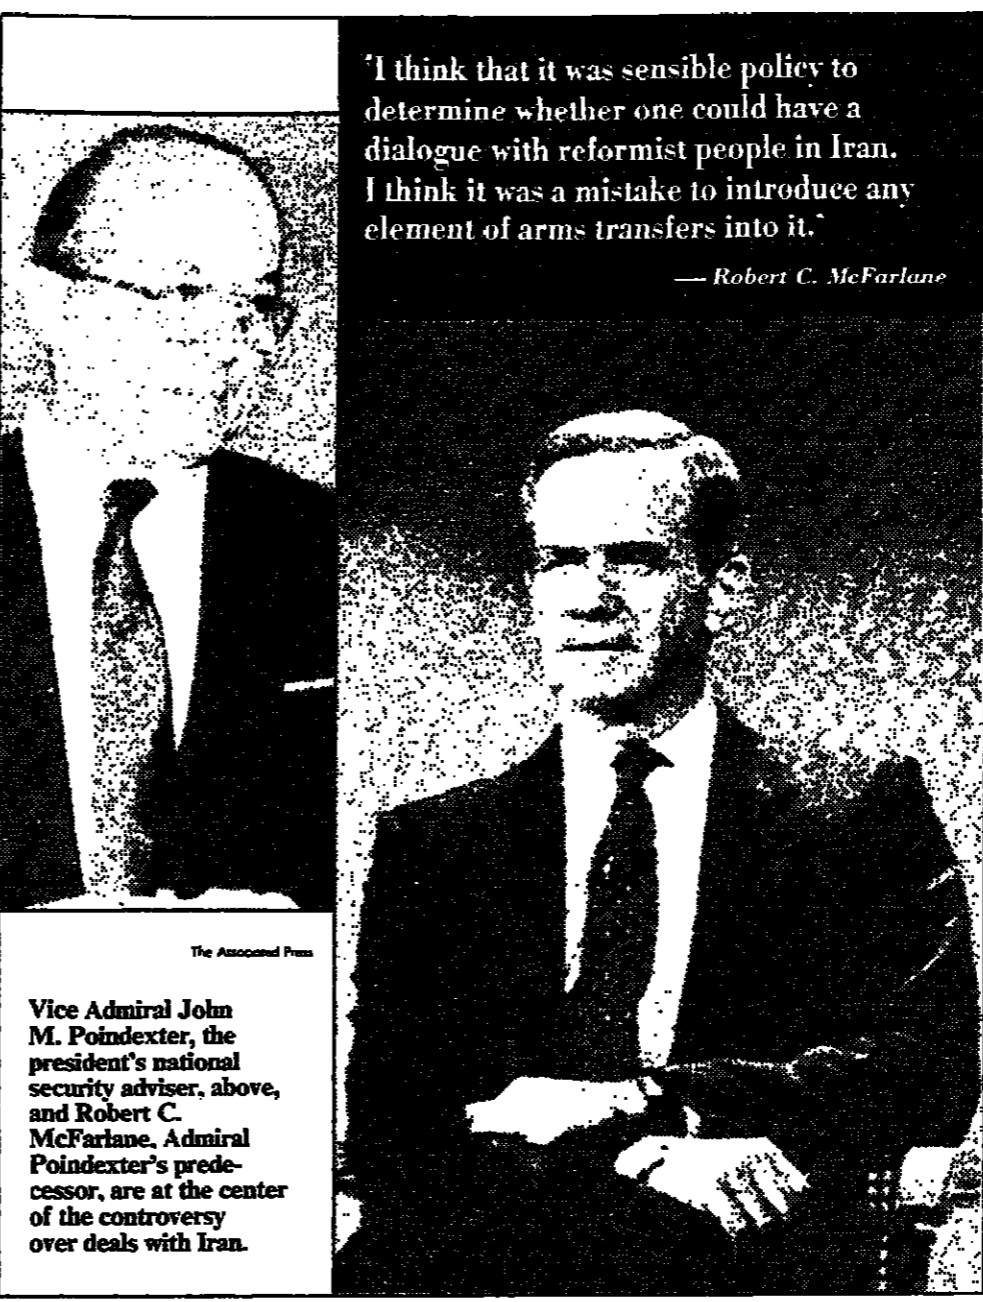 'I think that it was sensible policy to
determine whether one could have a
dialogue with reformist people in Iran.
I think it was a mistake to introduce any
element of arms transfers into it.'
— Robert C. McFarlane
The Associated Press
Vice Admiral John
M. Poindexter, the
president's national
security adviser, above,
and Robert C.
McFarlane, Admiral
Poindexter's prede-
cessor, are at the center
of the controversy
over deals with Iran.